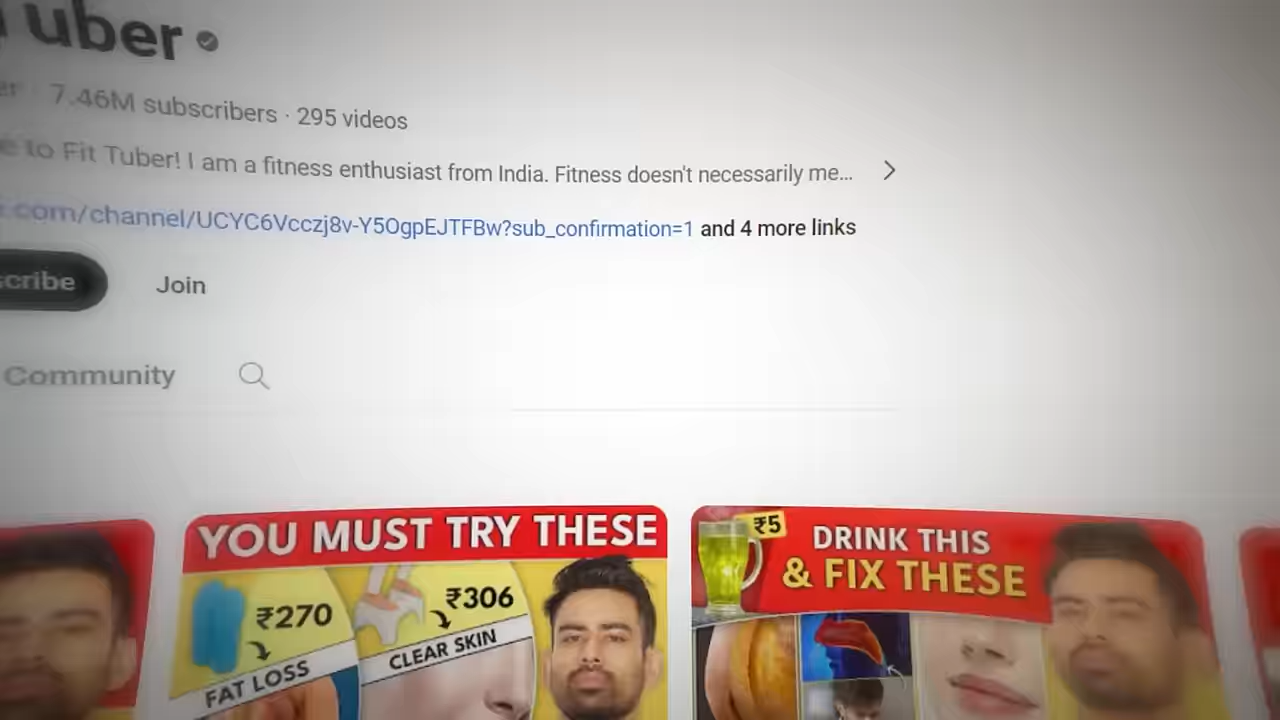 Tuber
7.46M subscribers · 295 videos
to Fit Tuber! I am a fitness enthusiast from India. Fitness doesn't necessarily me...
.com/channel/UCYC6Vcczj8v-Y5OgpEJTFBw?sub_confirmation=1 and 4 more links
scribe
Join
Community
YOU MUST TRY THESE
₹270
FAT LOSS
₹306
CLEAR SKIN
₹5
DRINK THIS
& FIX THESE